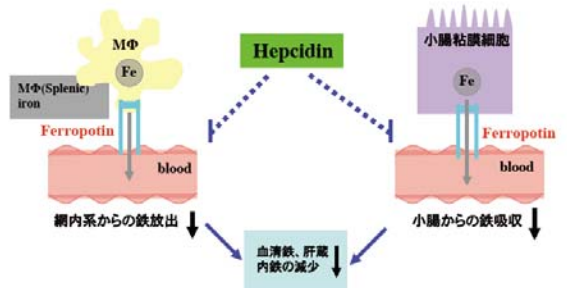 MΦ
Fe
MΦ(Splenic)
iron
Ferropotin
blood
網内系からの鉄放出
Hepcidin
小腸粘膜細胞
Fe
Ferropotin
blood
小腸からの鉄吸収
血清鉄、肝蔵
内鉄の減少